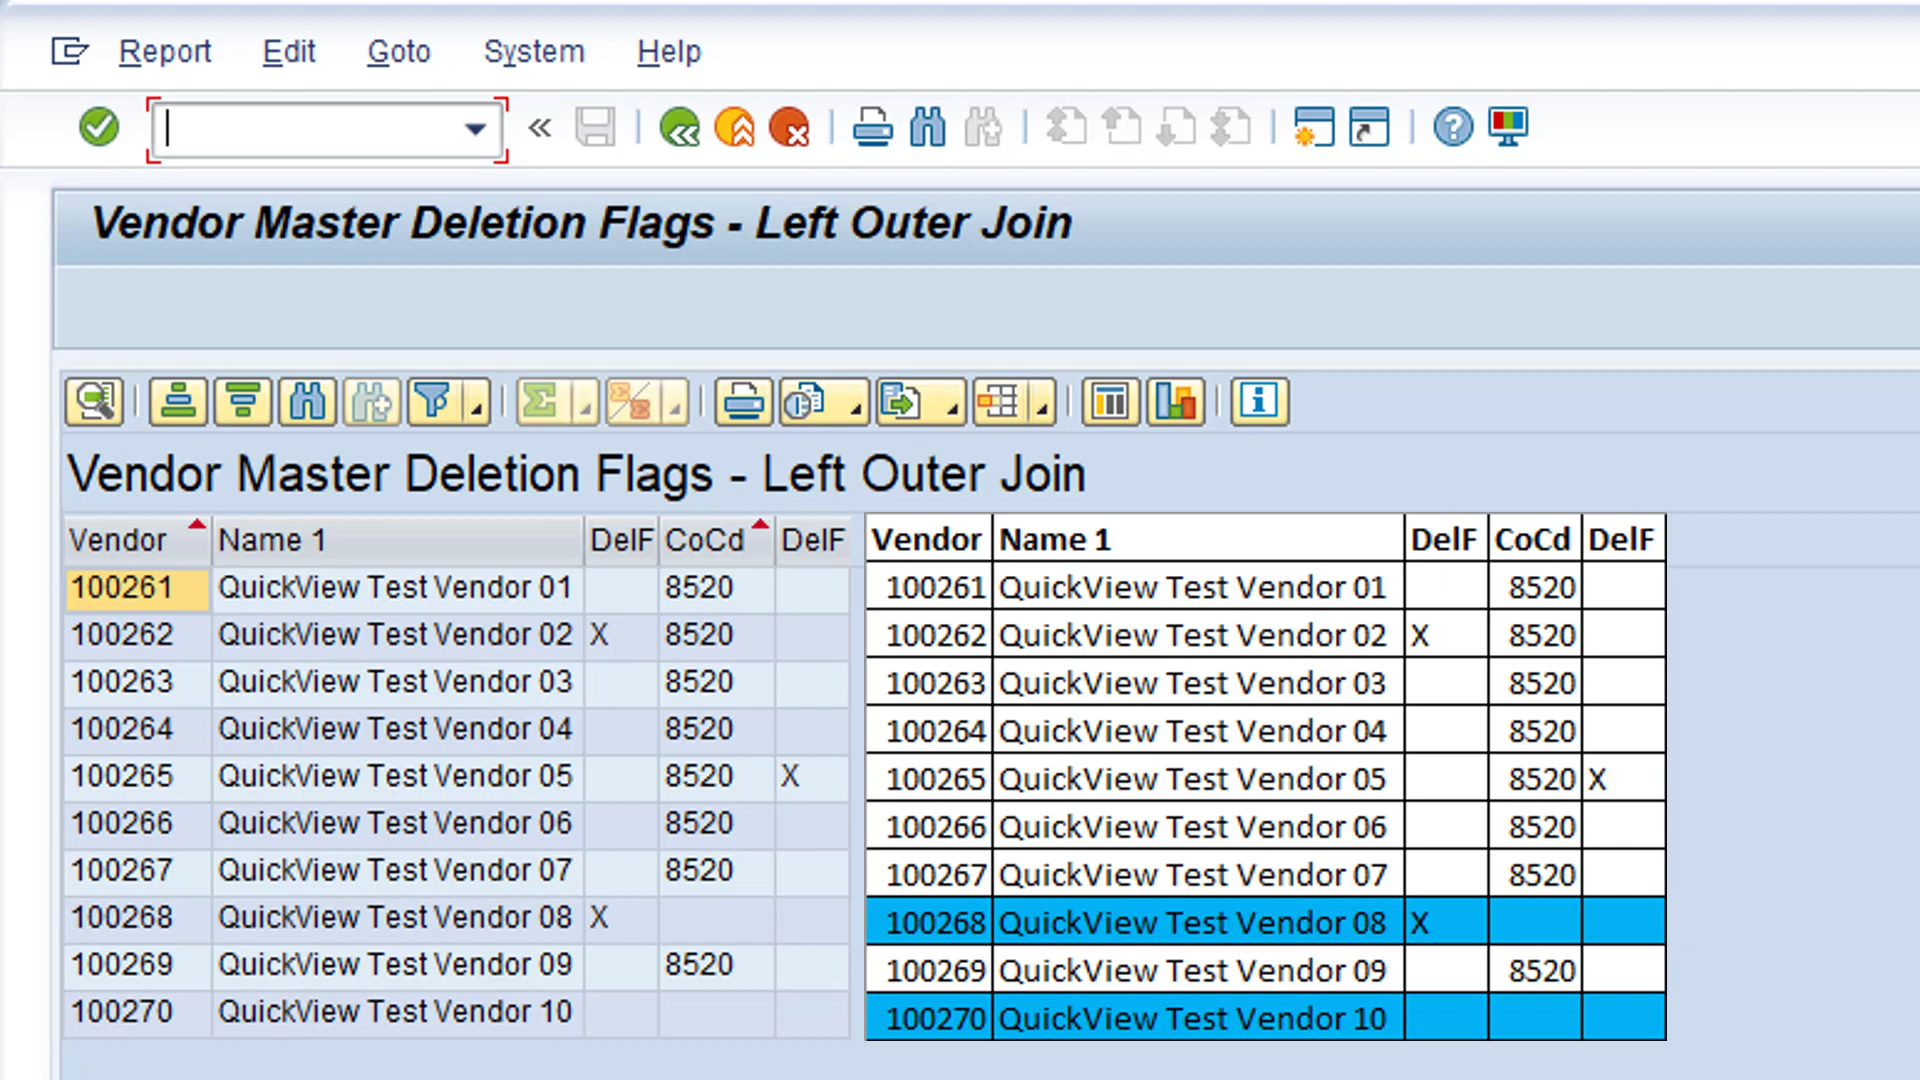 Report Edit Goto System Help
Vendor Master Deletion Flags - Left Outer Join
Vendor Master Deletion Flags - Left Outer Join
Vendor Name 1 DelF CoCd DelF
100261 QuickView Test Vendor 01 8520
100262 QuickView Test Vendor 02 X 8520
100263 QuickView Test Vendor 03 8520
100264 QuickView Test Vendor 04 8520
100265 QuickView Test Vendor 05 8520 X
100266 QuickView Test Vendor 06 8520
100267 QuickView Test Vendor 07 8520
100268 QuickView Test Vendor 08 X
100269 QuickView Test Vendor 09 8520
100270 QuickView Test Vendor 10
Vendor Name 1 DelF CoCd DelF
100261 QuickView Test Vendor 01 8520
100262 QuickView Test Vendor 02 X 8520
100263 QuickView Test Vendor 03 8520
100264 QuickView Test Vendor 04 8520
100265 QuickView Test Vendor 05 8520 X
100266 QuickView Test Vendor 06 8520
100267 QuickView Test Vendor 07 8520
100268 QuickView Test Vendor 08 X
100269 QuickView Test Vendor 09 8520
100270 QuickView Test Vendor 10